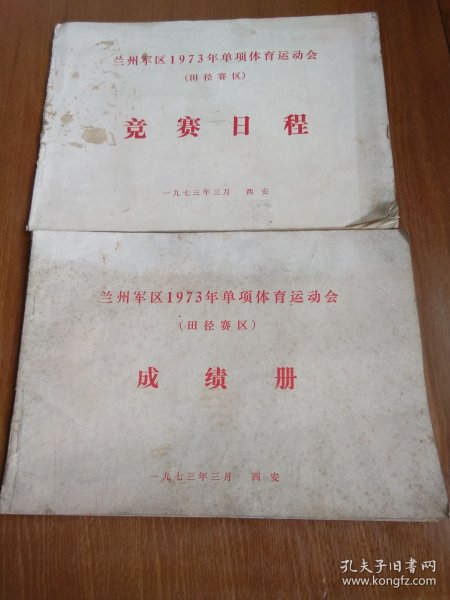 兰州军区1973年单项体育运动会
(田径赛区)
竞赛日程
一九七三年三月 西安
兰州军区1973年单项体育运动会
(田径赛区)
成绩册
一九七三年三月 西安
孔夫子旧书网
www.kongfz.com